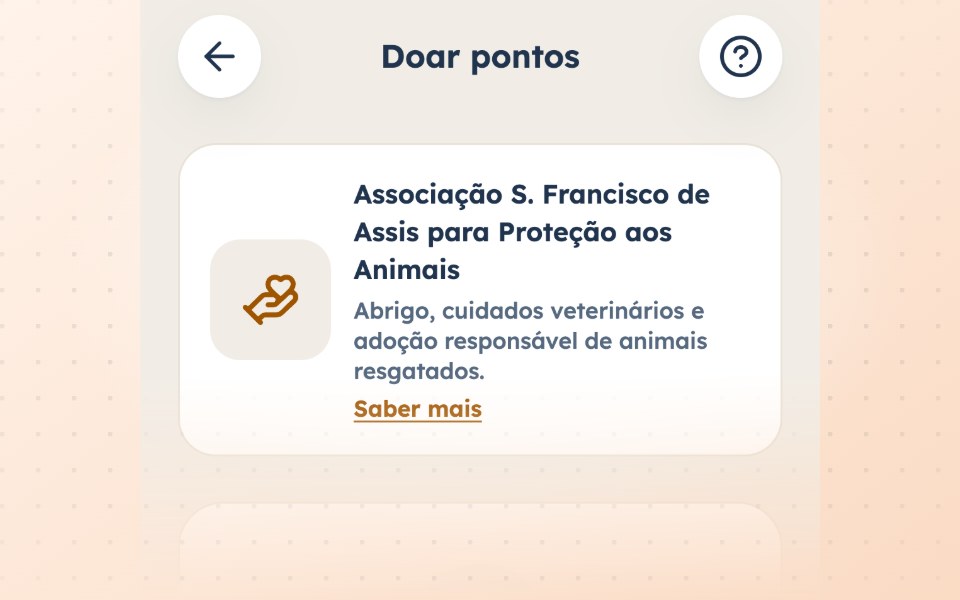 Doar pontos
Associação S. Francisco de
Assis para Proteção aos
Animais
Abrigo, cuidados veterinários e
adoção responsável de animais
resgatados.
Saber mais